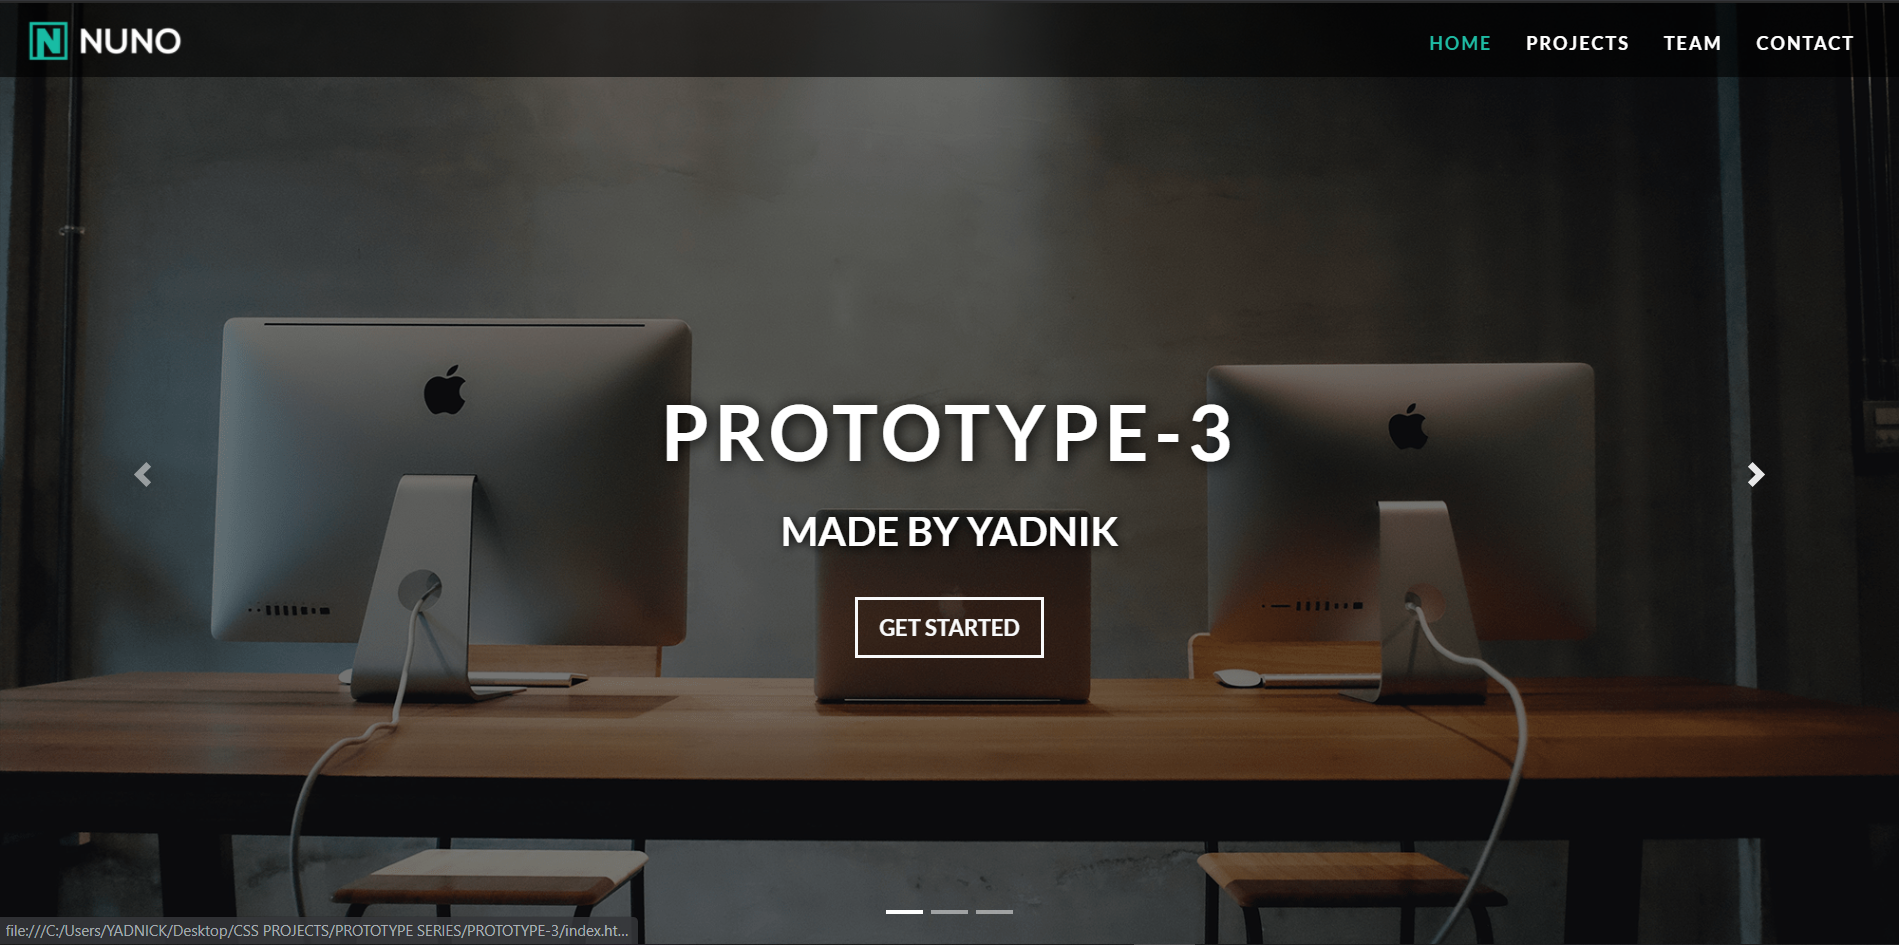 NUNO
HOME PROJECTS TEAM CONTACT
PROTOTYPE-3
MADE BY YADNIK
GET STARTED
file:///C:/Users/YADNICK/Desktop/CSS PROJECTS/PROTOTYPE SERIES/PROTOTYPE-3/index.ht...